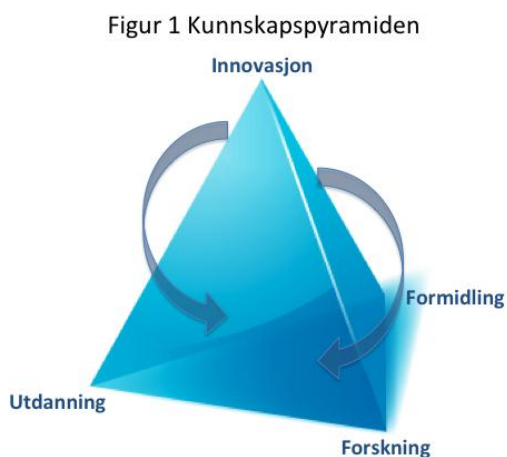 Figur 1 Kunnskapspyramiden
Innovasjon
Formidling
Utdanning
Forskning